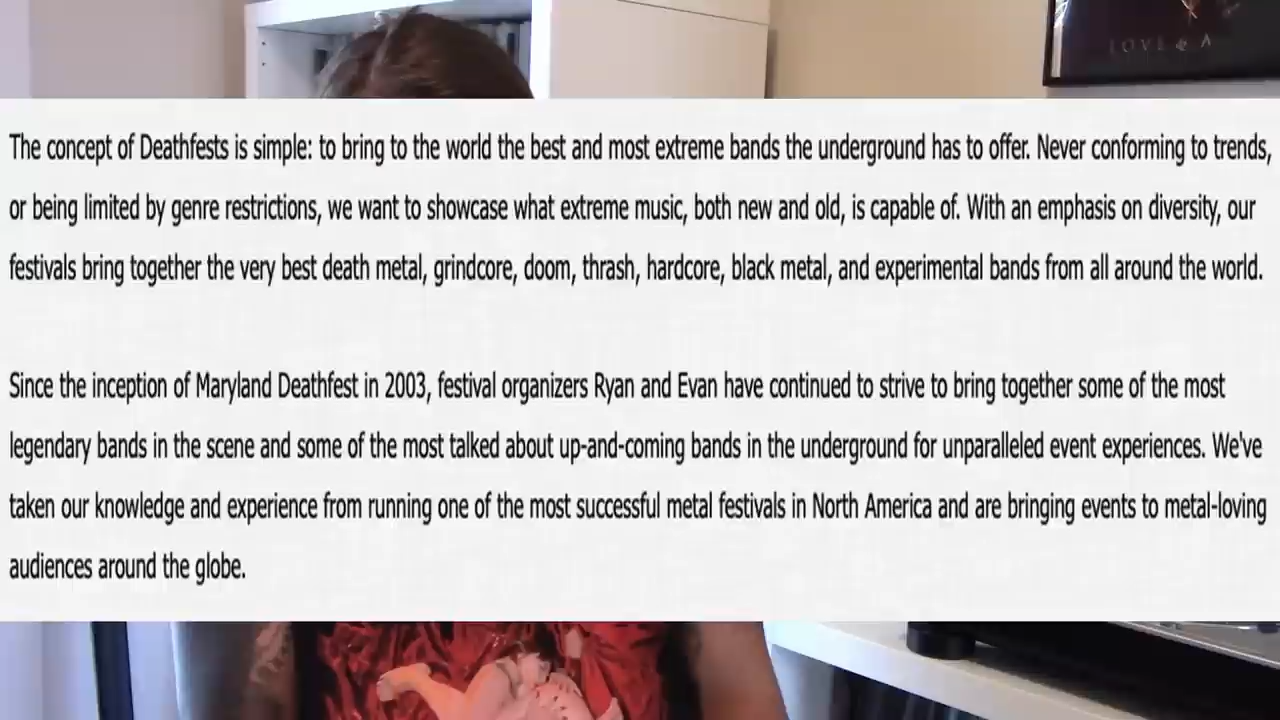 LOVE & A
The concept of Deathfests is simple: to bring to the world the best and most extreme bands the underground has to offer. Never conforming to trends,
or being limited by genre restrictions, we want to showcase what extreme music, both new and old, is capable of. With an emphasis on diversity, our
festivals bring together the very best death metal, grindcore, doom, thrash, hardcore, black metal, and experimental bands from all around the world.
Since the inception of Maryland Deathfest in 2003, festival organizers Ryan and Evan have continued to strive to bring together some of the most
legendary bands in the scene and some of the most talked about up-and-coming bands in the underground for unparalleled event experiences. We've
taken our knowledge and experience from running one of the most successful metal festivals in North America and are bringing events to metal-loving
audiences around the globe.